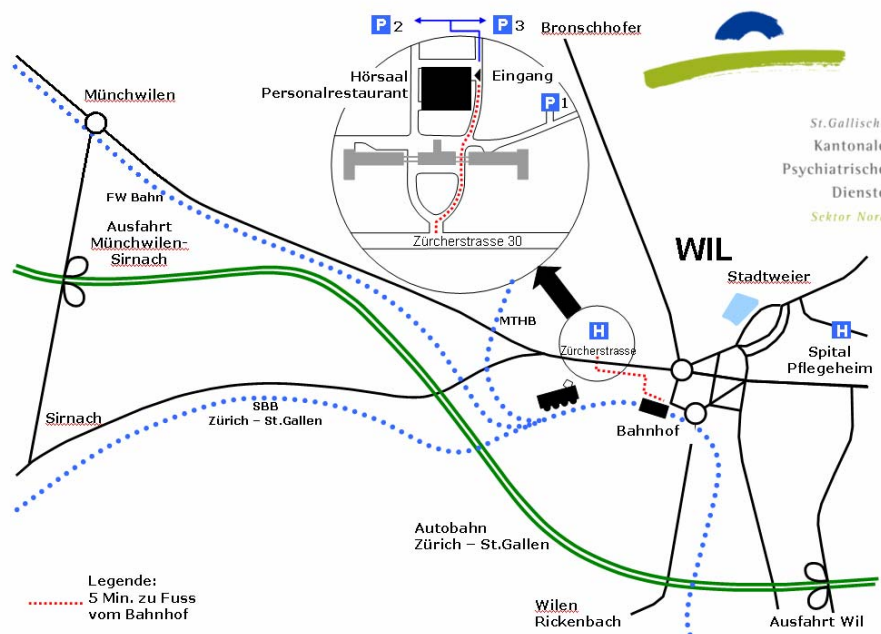 P 2
P 3
Bronschhofen
Hörsaal
Personalrestaurant
Eingang
P 1
Münchwilen
St.Gallisch
Kantonale
Psychiatrische
Dienste
Sektor Nor
FW Bahn
Ausfahrt
Münchwilen-
Sirnach
Zürcherstrasse 30
WIL
Stadtweier
MTHB
H
Zürcherstrasse
H
Spital
Pflegeheim
Sirnach
SBB
Zürich – St.Gallen
Bahnhof
Autobahn
Zürich – St.Gallen
Legende:
5 Min. zu Fuss
vom Bahnhof
Wilen
Rickenbach
Ausfahrt Wil